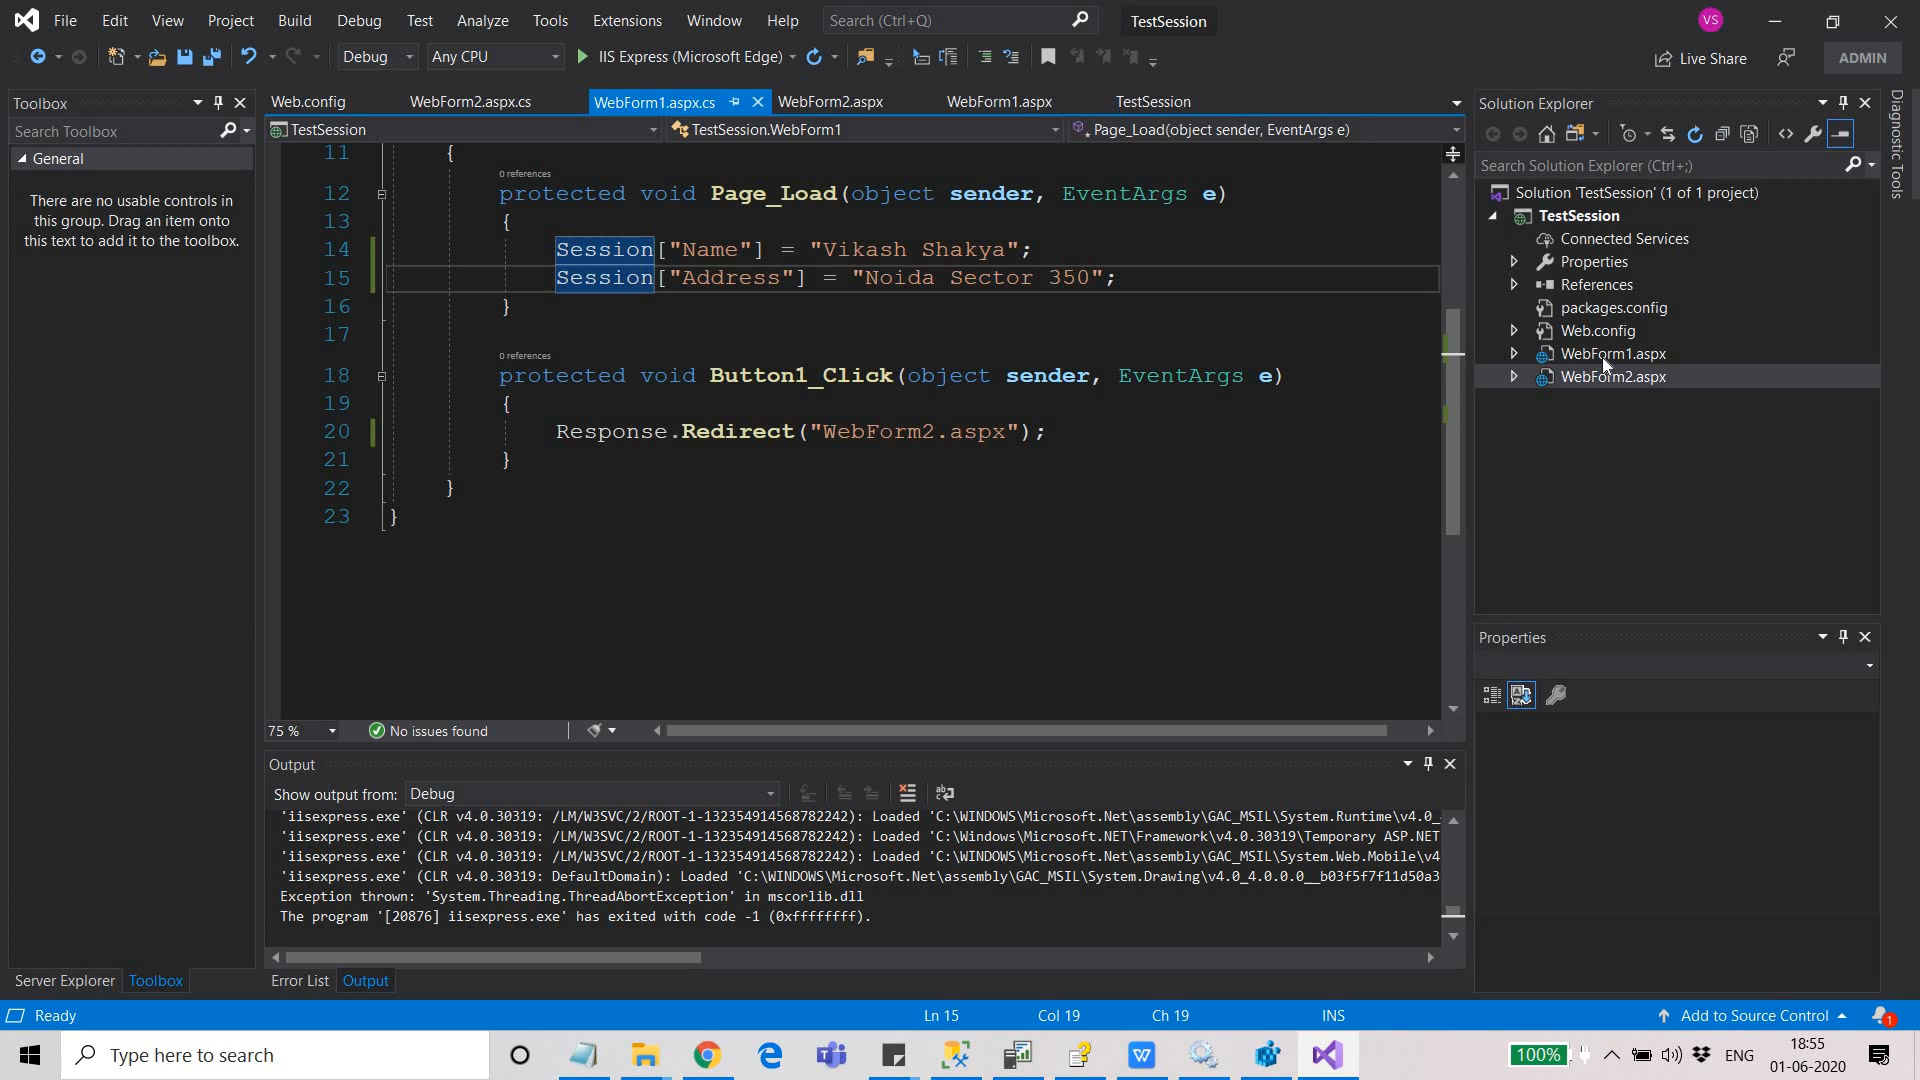 File Edit View Project Build Debug Test Analyze Tools Extensions Window Help Search (Ctrl+Q) TestSession VS
Debug Any CPU IIS Express (Microsoft Edge) Live Share ADMIN
Toolbox
Search Toolbox
General
There are no usable controls in
this group. Drag an item onto
this text to add it to the toolbox.
Server Explorer Toolbox
Web.config WebForm2.aspx.cs WebForm1.aspx.cs WebForm2.aspx WebForm1.aspx TestSession
TestSession TestSession.WebForm1 Page_Load(object sender, EventArgs e)
11 {
0 references
12 protected void Page_Load(object sender, EventArgs e)
13 {
14 Session["Name"] = "Vikash Shakya";
15 Session["Address"] = "Noida Sector 350";
16 }
17
0 references
18 protected void Button1_Click(object sender, EventArgs e)
19 {
20 Response.Redirect("WebForm2.aspx");
21 }
22 }
23 }
75 % No issues found
Output
Show output from: Debug
'iisexpress.exe' (CLR v4.0.30319: /LM/W3SVC/2/ROOT-1-132354914568782242): Loaded 'C:\WINDOWS\Microsoft.Net\assembly\GAC_MSIL\System.Runtime\v4.0_
'iisexpress.exe' (CLR v4.0.30319: /LM/W3SVC/2/ROOT-1-132354914568782242): Loaded 'C:\Windows\Microsoft.NET\Framework\v4.0.30319\Temporary ASP.NET
'iisexpress.exe' (CLR v4.0.30319: /LM/W3SVC/2/ROOT-1-132354914568782242): Loaded 'C:\WINDOWS\Microsoft.Net\assembly\GAC_MSIL\System.Web.Mobile\v4
'iisexpress.exe' (CLR v4.0.30319: DefaultDomain): Loaded 'C:\WINDOWS\Microsoft.Net\assembly\GAC_MSIL\System.Drawing\v4.0_4.0.0.0__b03f5f7f11d50a3
Exception thrown: 'System.Threading.ThreadAbortException' in mscorlib.dll
The program '[20876] iisexpress.exe' has exited with code -1 (0xffffffff).
Error List Output
Solution Explorer
Search Solution Explorer (Ctrl+;)
Solution 'TestSession' (1 of 1 project)
TestSession
Connected Services
Properties
References
packages.config
Web.config
WebForm1.aspx
WebForm2.aspx
Properties
Diagnostic Tools
Ready Ln 15 Col 19 Ch 19 INS Add to Source Control 1
Type here to search 100% ENG 18:55
01-06-2020